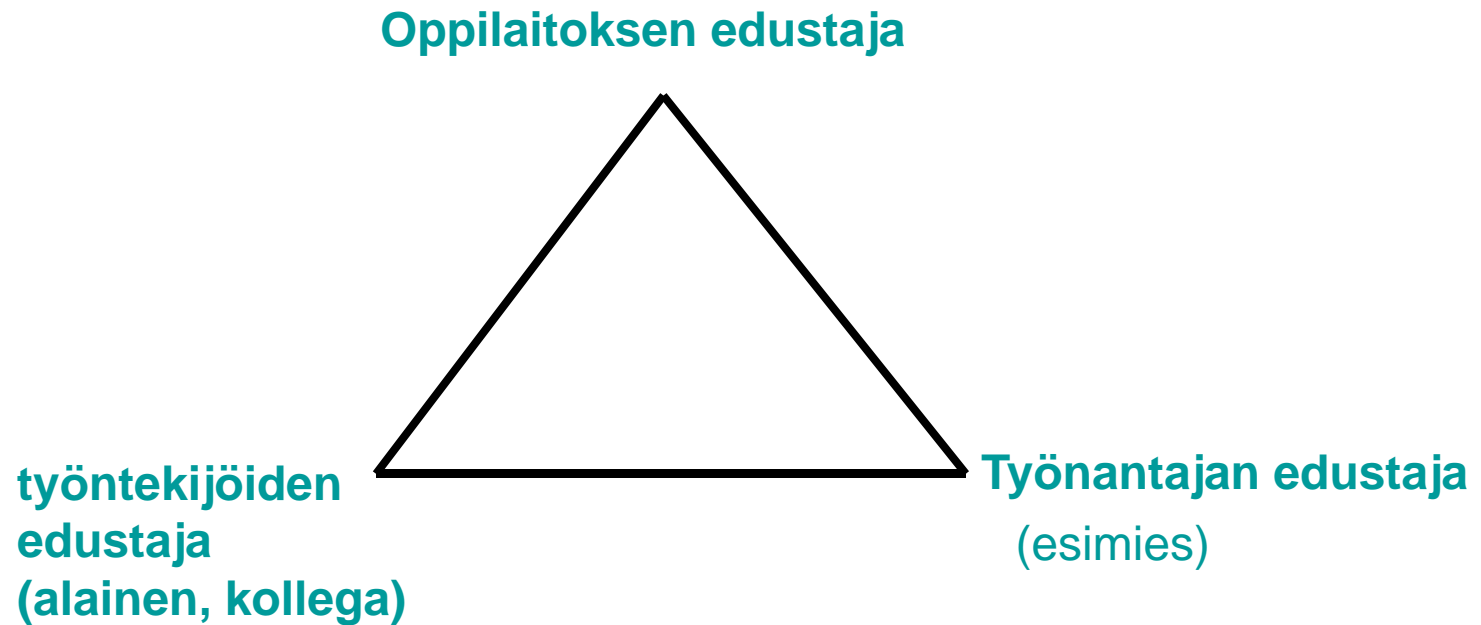 Oppilaitoksen edustaja
työntekijöiden
edustaja
(alainen, kollega)
Työnantajan edustaja
(esimies)